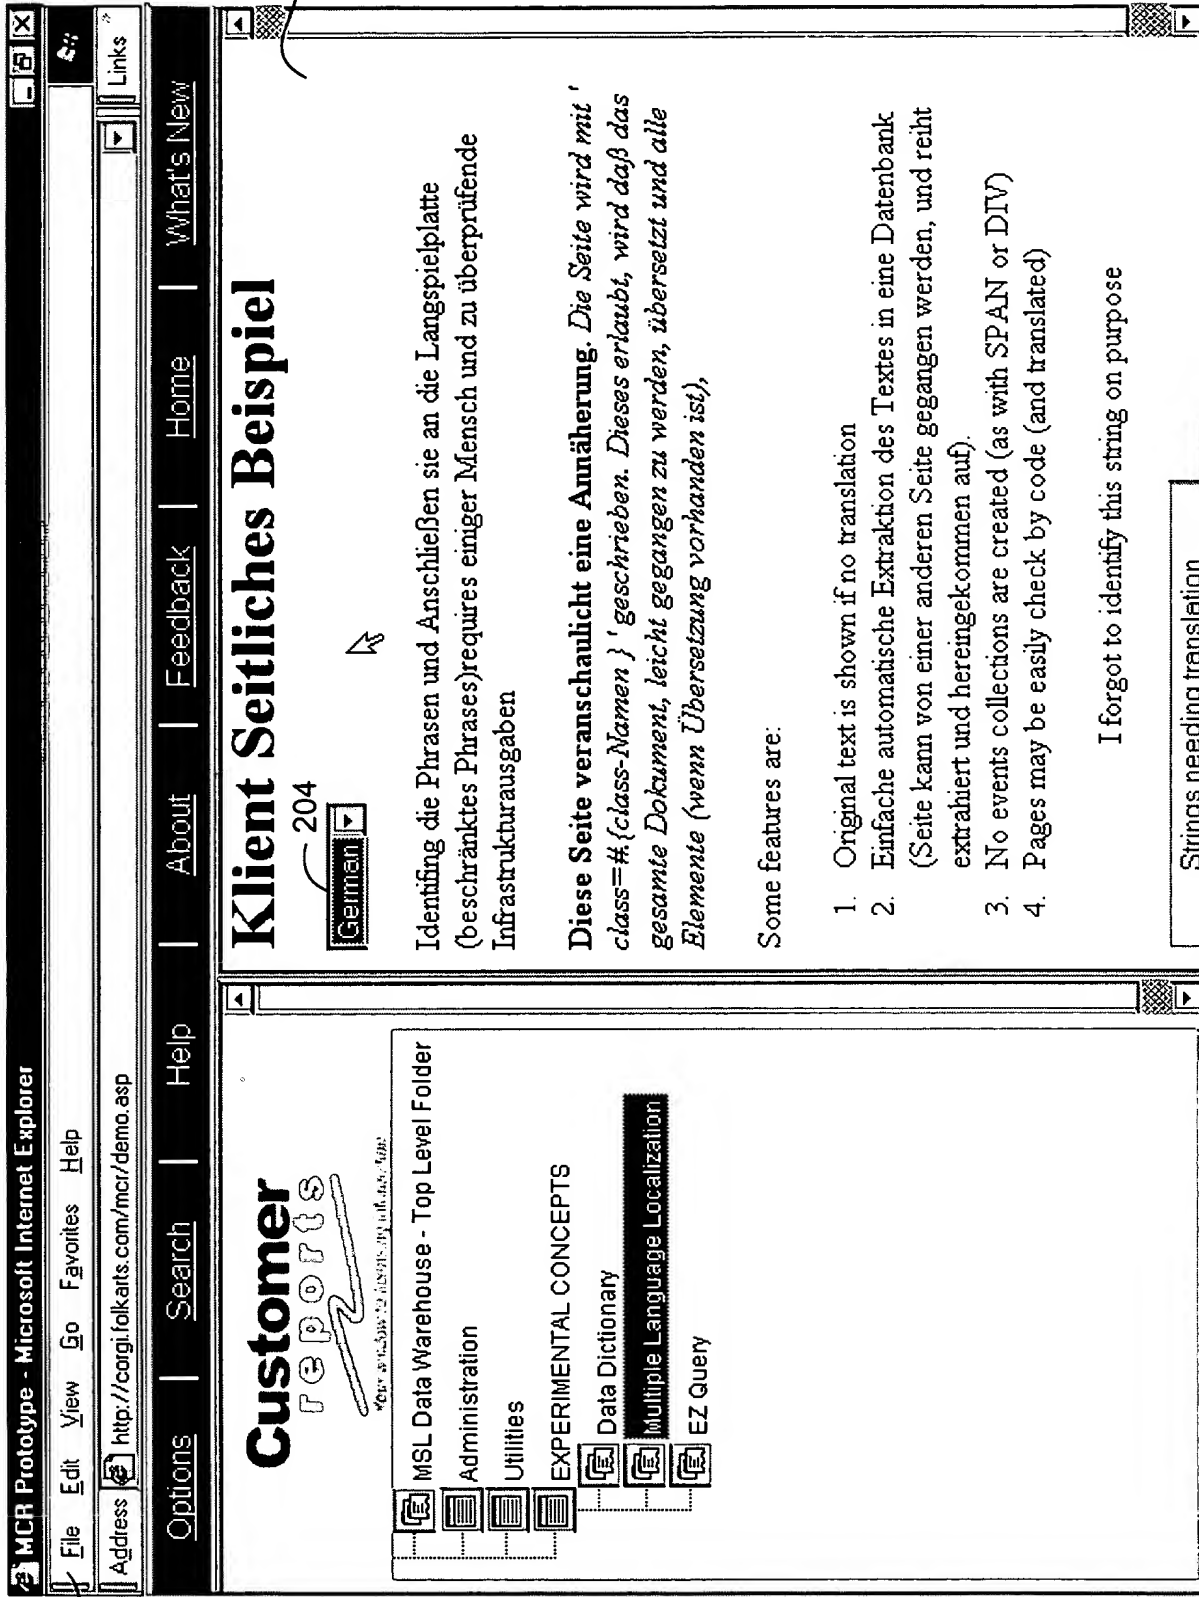 MCR Prototype - Microsoft Internet Explorer
File Edit View Go Favorites Help
Address http://corgi.folkarts.com/mcr/demo.asp
Links
Options | Search | Help | About | Feedback | Home | What's New
Customer
reports
MSL Data Warehouse - Top Level Folder
Administration
Utilities
EXPERIMENTAL CONCEPTS
Data Dictionary
Multiple Language Localization
EZ Query
Klient Seitliches Beispiel
204
German
Identifing die Phrasen und Anschließen sie an die Langspielplatte
(beschränktes Phrases)requires einiger Mensch und zu überprüfende
Infrastrukturausgaben
Diese Seite veranschaulicht eine Annäherung. Die Seite wird mit '
class=#.{class-Namen } ' geschrieben. Dieses erlaubt, wird daß das
gesamte Dokument, leicht gegangen zu werden, übersetzt und alle
Elemente (wenn Übersetzung vorhanden ist),
Some features are:
1. Original text is shown if no translation
2. Einfache automatische Extraktion des Textes in eine Datenbank
(Seite kann von einer anderen Seite gegangen werden, und reiht
extrahiert und hereingekommen auf).
3. No events collections are created (as with SPAN or DIV)
4. Pages may be easily check by code (and translated)
I forgot to identify this string on purpose
Strings needing translation